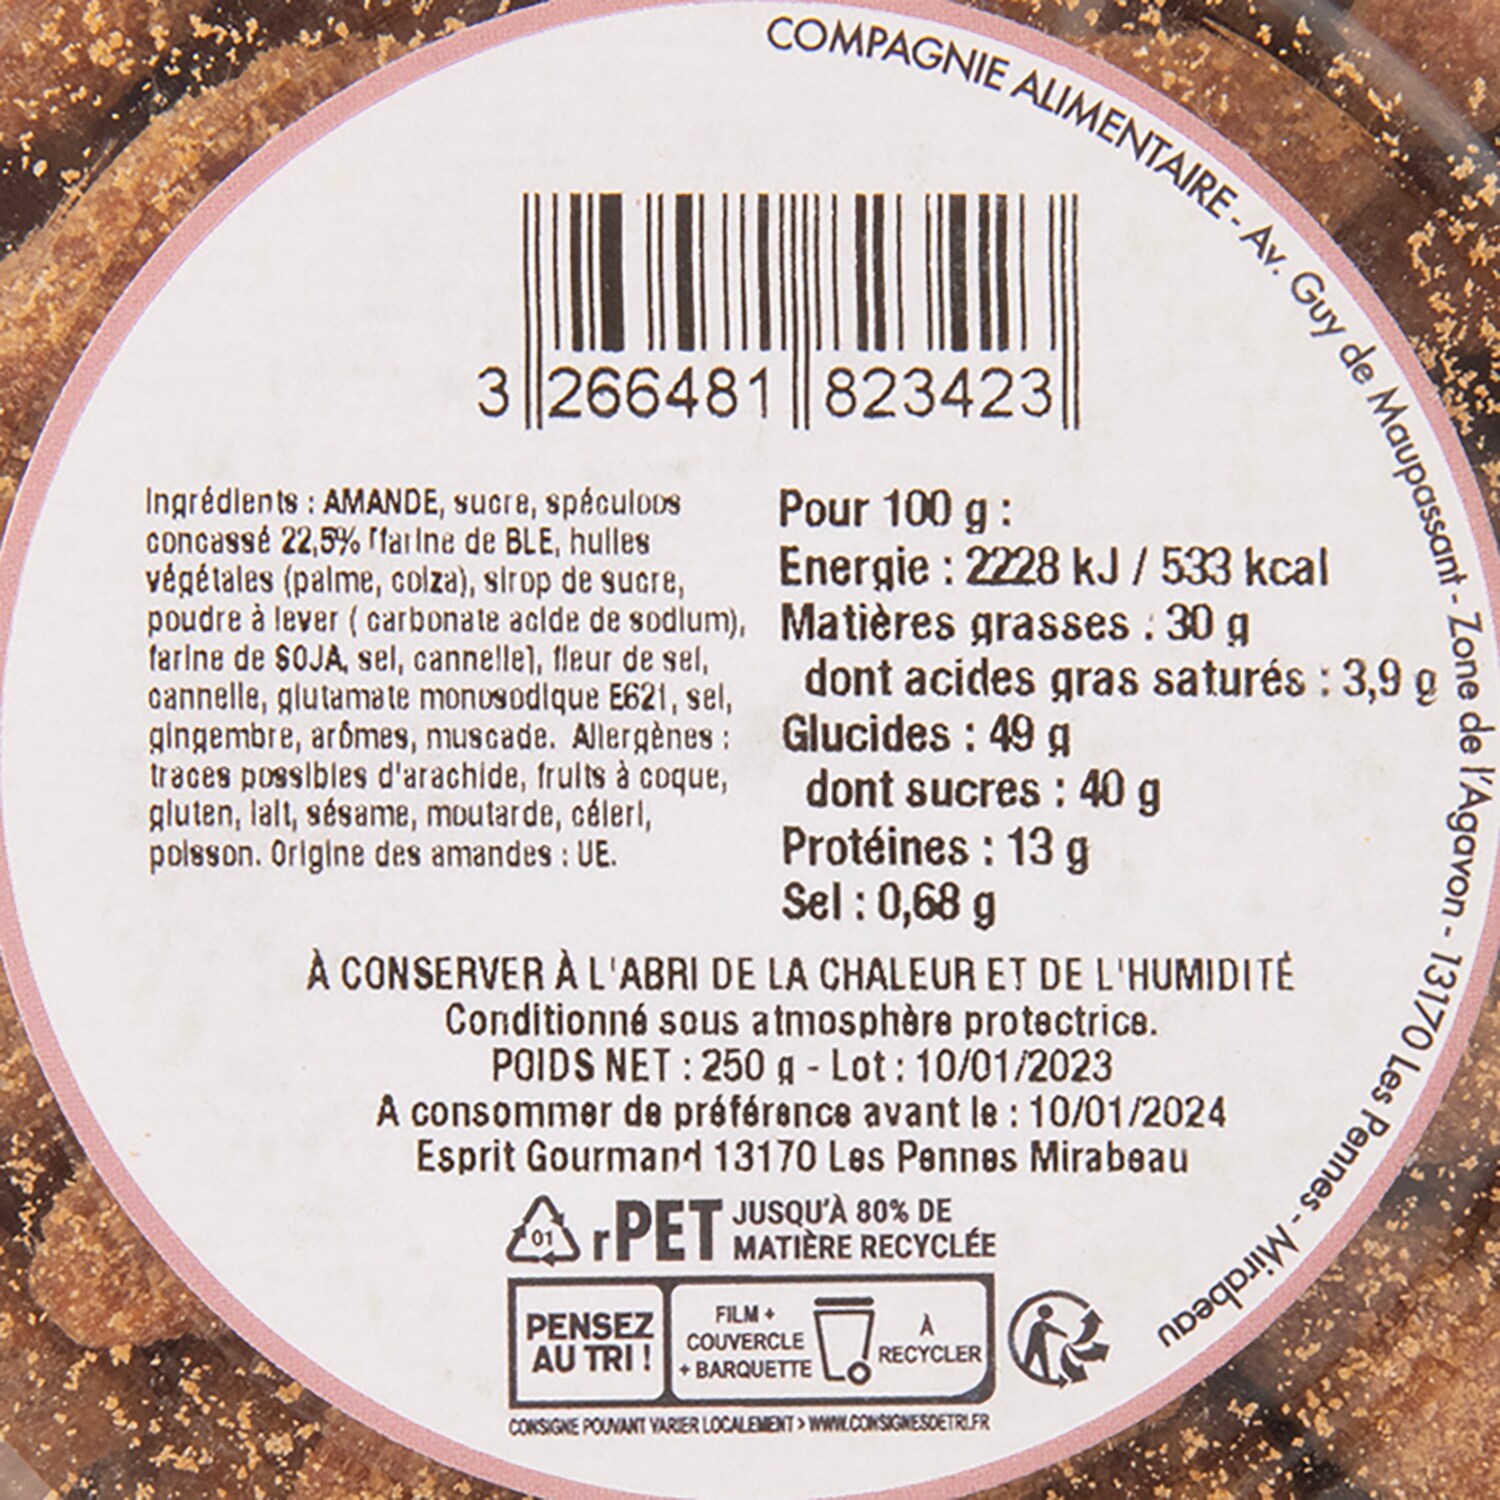 COMPAGNIE ALIMENTAIRE - Av. Guy de Maupassant - Zone de l'Agavon - 13170 Les Pennes - Mirabeau
3 266481 823423
Ingrédients : AMANDE, sucre, spéculoos
concassé 22,5% [farine de BLE, huiles
végétales (palme, colza), sirop de sucre,
poudre à lever ( carbonate acide de sodium),
farine de SOJA, sel, cannelle], fleur de sel,
cannelle, glutamate monosodique E621, sel,
gingembre, arômes, muscade. Allergènes :
traces possibles d'arachide, fruits à coque,
gluten, lait, sésame, moutarde, céleri,
poisson. Origine des amandes : UE.
Pour 100 g :
Energie : 2228 kJ / 533 kcal
Matières grasses : 30 g
dont acides gras saturés : 3,9 g
Glucides : 49 g
dont sucres : 40 g
Protéines : 13 g
Sel : 0,68 g
À CONSERVER À L'ABRI DE LA CHALEUR ET DE L'HUMIDITÉ
Conditionné sous atmosphère protectrice.
POIDS NET : 250 g - Lot : 10/01/2023
A consommer de préférence avant le : 10/01/2024
Esprit Gourmand 13170 Les Pennes Mirabeau
01 rPET JUSQU'À 80% DE
MATIÈRE RECYCLÉE
PENSEZ
AU TRI !
FILM +
COUVERCLE
+ BARQUETTE
À
RECYCLER
CONSIGNE POUVANT VARIER LOCALEMENT > WWW.CONSIGNESDETRI.FR